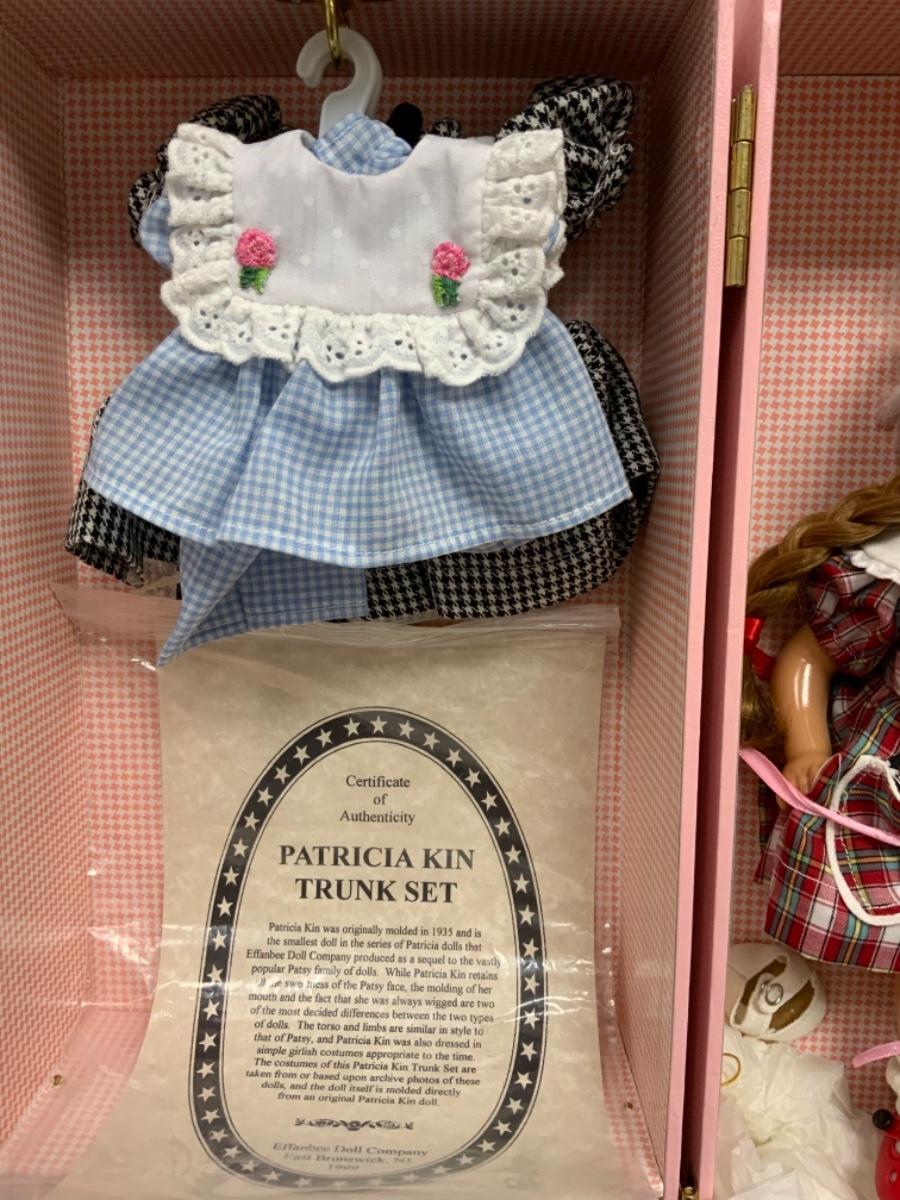 Certificate
of
Authenticity
PATRICIA KIN
TRUNK SET
Patricia Kin was originally molded in 1935 and is
the smallest doll in the series of Patricia dolls that
Effanbee Doll Company produced as a sequel to the vastly
popular Patsy family of dolls. While Patricia Kin retains
all the sweetness of the Patsy face, the molding of her
mouth and the fact that she was always wigged are two
of the most decided differences between the two types
of dolls. The torso and limbs are similar in style to
that of Patsy, and Patricia Kin was also dressed in
simple girlish costumes appropriate to the time.
The costumes of this Patricia Kin Trunk Set are
taken from or based upon archive photos of these
dolls, and the doll itself is molded directly
from an original Patricia Kin doll.
Effanbee Doll Company
East Brunswick, NJ
1999